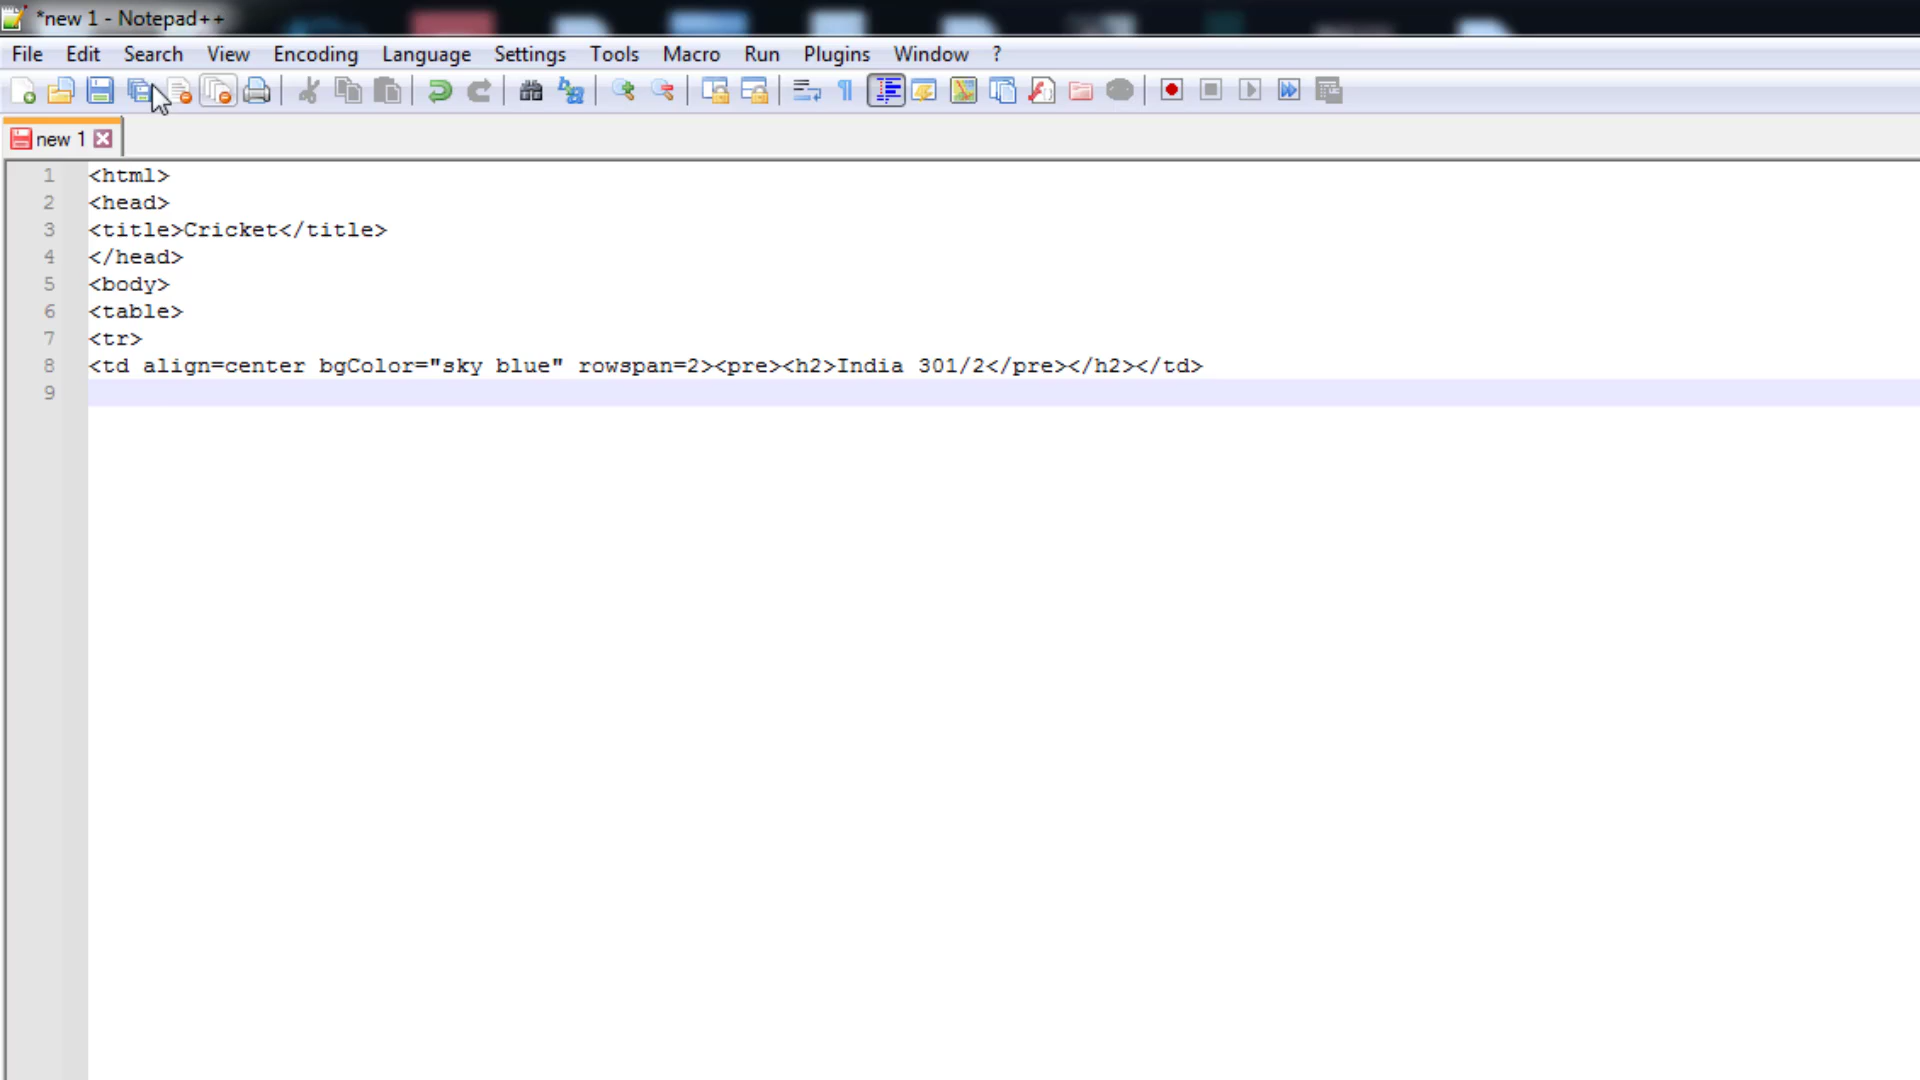 *new 1 - Notepad++
File Edit Search View Encoding Language Settings Tools Macro Run Plugins Window ?
new 1
1 <html>
2 <head>
3 <title>Cricket</title>
4 </head>
5 <body>
6 <table>
7 <tr>
8 <td align=center bgColor="sky blue" rowspan=2><pre><h2>India 301/2</pre></h2></td>
9